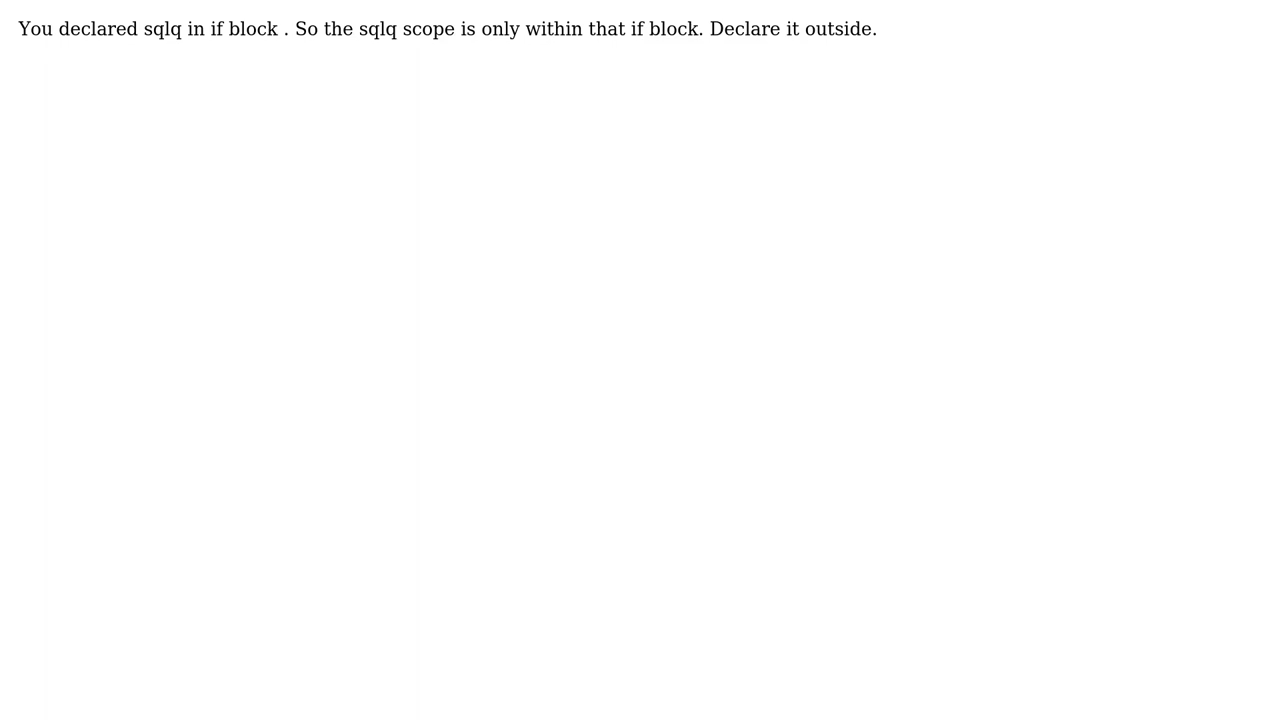 You declared sqlq in if block . So the sqlq scope is only within that if block. Declare it outside.